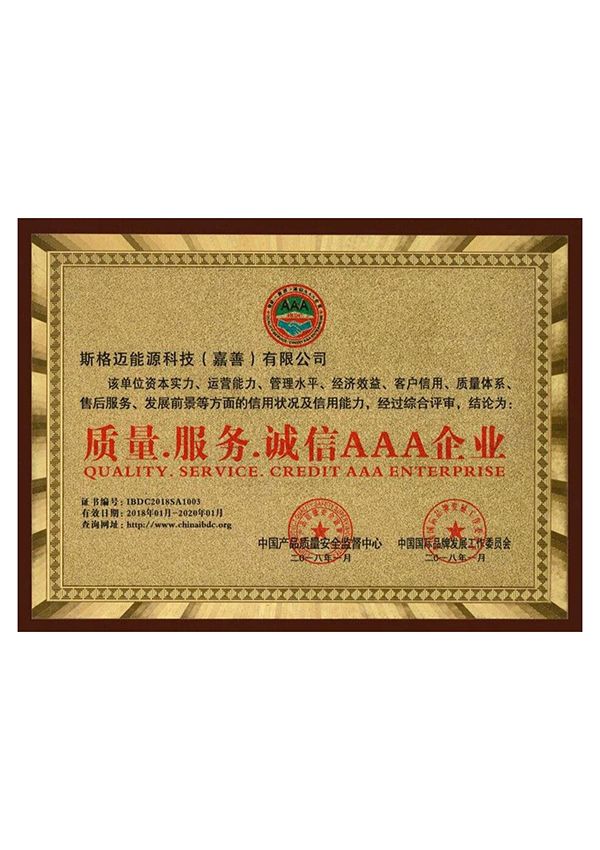 AAA
斯格迈能源科技（嘉善）有限公司
该单位资本实力、运营能力、管理水平、经济效益、客户信用、质量体系、
售后服务、发展前景等方面的信用状况及信用能力，经过综合评审，结论为：
质量.服务.诚信AAA企业
QUALITY. SERVICE. CREDIT AAA ENTERPRISE
证书编号：IBDC2018SA1003
有效日期：2018年01月-2020年01月
查询网址：http://www.chinaibdc.org
中国产品质量安全监督中心
二〇一八年一月
中国国际品牌发展工作委员会
二〇一八年一月